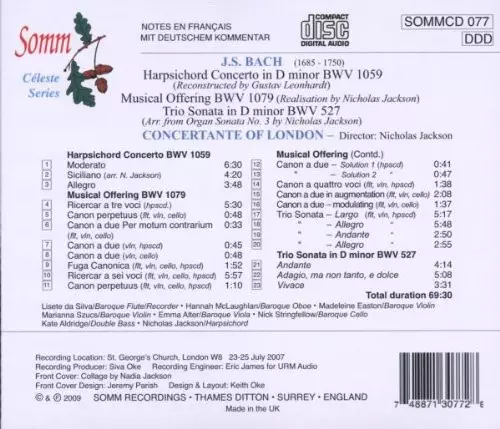 NOTES EN FRANÇAIS
MIT DEUTSCHEM KOMMENTAR
COMPACT
disc
DIGITAL AUDIO
SOMMCD 077
DDD
Somm
Céleste
Series
J.S. BACH (1685 - 1750)
Harpsichord Concerto in D minor BWV 1059
(Reconstructed by Gustav Leonhardt)
Musical Offering BWV 1079 (Realisation by Nicholas Jackson)
Trio Sonata in D minor BWV 527
(Arr. from Organ Sonata No. 3 by Nicholas Jackson)
CONCERTANTE OF LONDON – Director: Nicholas Jackson
Harpsichord Concerto BWV 1059
1 Moderato 6:30
2 Siciliano (arr. N. Jackson) 4:20
3 Allegro 3:48
Musical Offering BWV 1079
4 Ricercar a tre voci (hpscd.) 5.30
5 Canon perpetuus (flt, vln, cello) 0:48
6 Canon a due Per motum contrarium 0:33
(flt, vln, cello)
7 Canon a due (vln, hpscd) 0:45
8 Canon a due (vln, cello) 0:48
9 Fuga Canonica (flt, vln, hpscd) 1:52
10 Ricercar a sei voci (hpscd) 5:57
11 Canon perpetuus (flt, vln, hpscd) 1:10
Musical Offering (Contd.)
12 Canon a due – Solution 1 (hpscd) 0:41
13 " – Solution 2 " 0:47
14 Canon a quattro voci (flt, vln, hpscd) 1:38
15 Canon a due in augmentation (flt, vln, cello) 2:08
16 Canon a due – modulating (flt, vln, cello) 1:37
17 Trio Sonata – Largo (flt, vln, hpscd) 5:17
18 " – Allegro " 5:48
19 " – Andante " 2:50
20 " – Allegro " 2:55
Trio Sonata in D minor BWV 527
21 Andante 4:14
22 Adagio, ma non tanto, e dolce 5:08
23 Vivace 3:31
Total duration 69:30
Lisete da Silva/Baroque Flute/Recorder • Hannah McLaughlan/Baroque Oboe • Madeleine Easton/Baroque Violin
Marianna Szucs/Baroque Violin • Emma Alter/Baroque Viola • Nick Stringfellow/Baroque Cello
Kate Aldridge/Double Bass • Nicholas Jackson/Harpsichord
Recording Location: St. George's Church, London W8 23-25 July 2007
Recording Producer: Siva Oke Recording Engineer: Eric James for URM Audio
Front Cover: Collage by Nadia Jackson
Front Cover Design: Jeremy Parish Design & Layout: Keith Oke
© & ℗ 2009 SOMM RECORDINGS • THAMES DITTON • SURREY • ENGLAND
Made in the UK
7 48871 30772 6